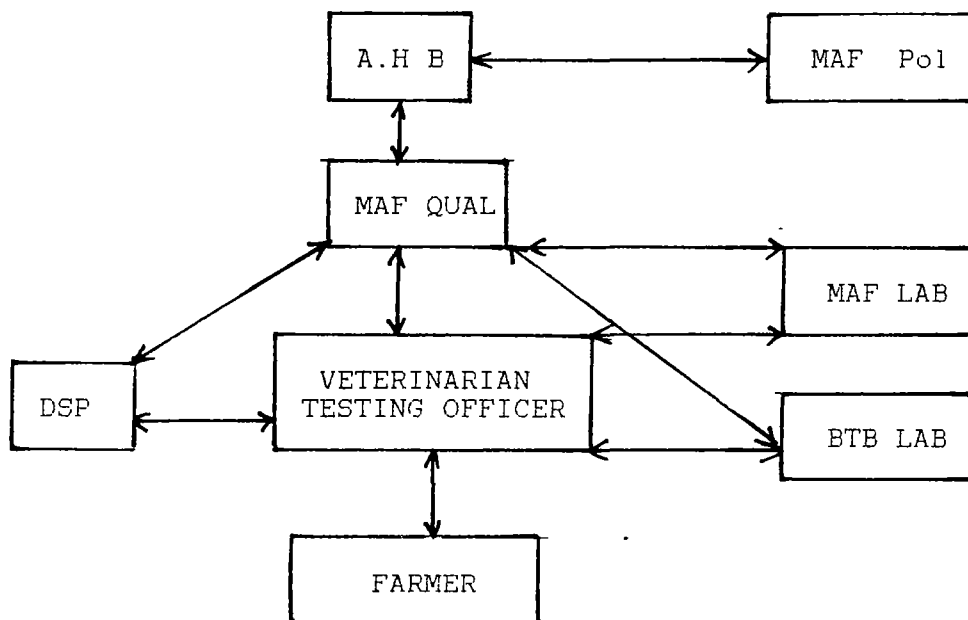 A.H B
MAF Pol
MAF QUAL
MAF LAB
VETERINARIAN
TESTING OFFICER
DSP
BTB LAB
FARMER